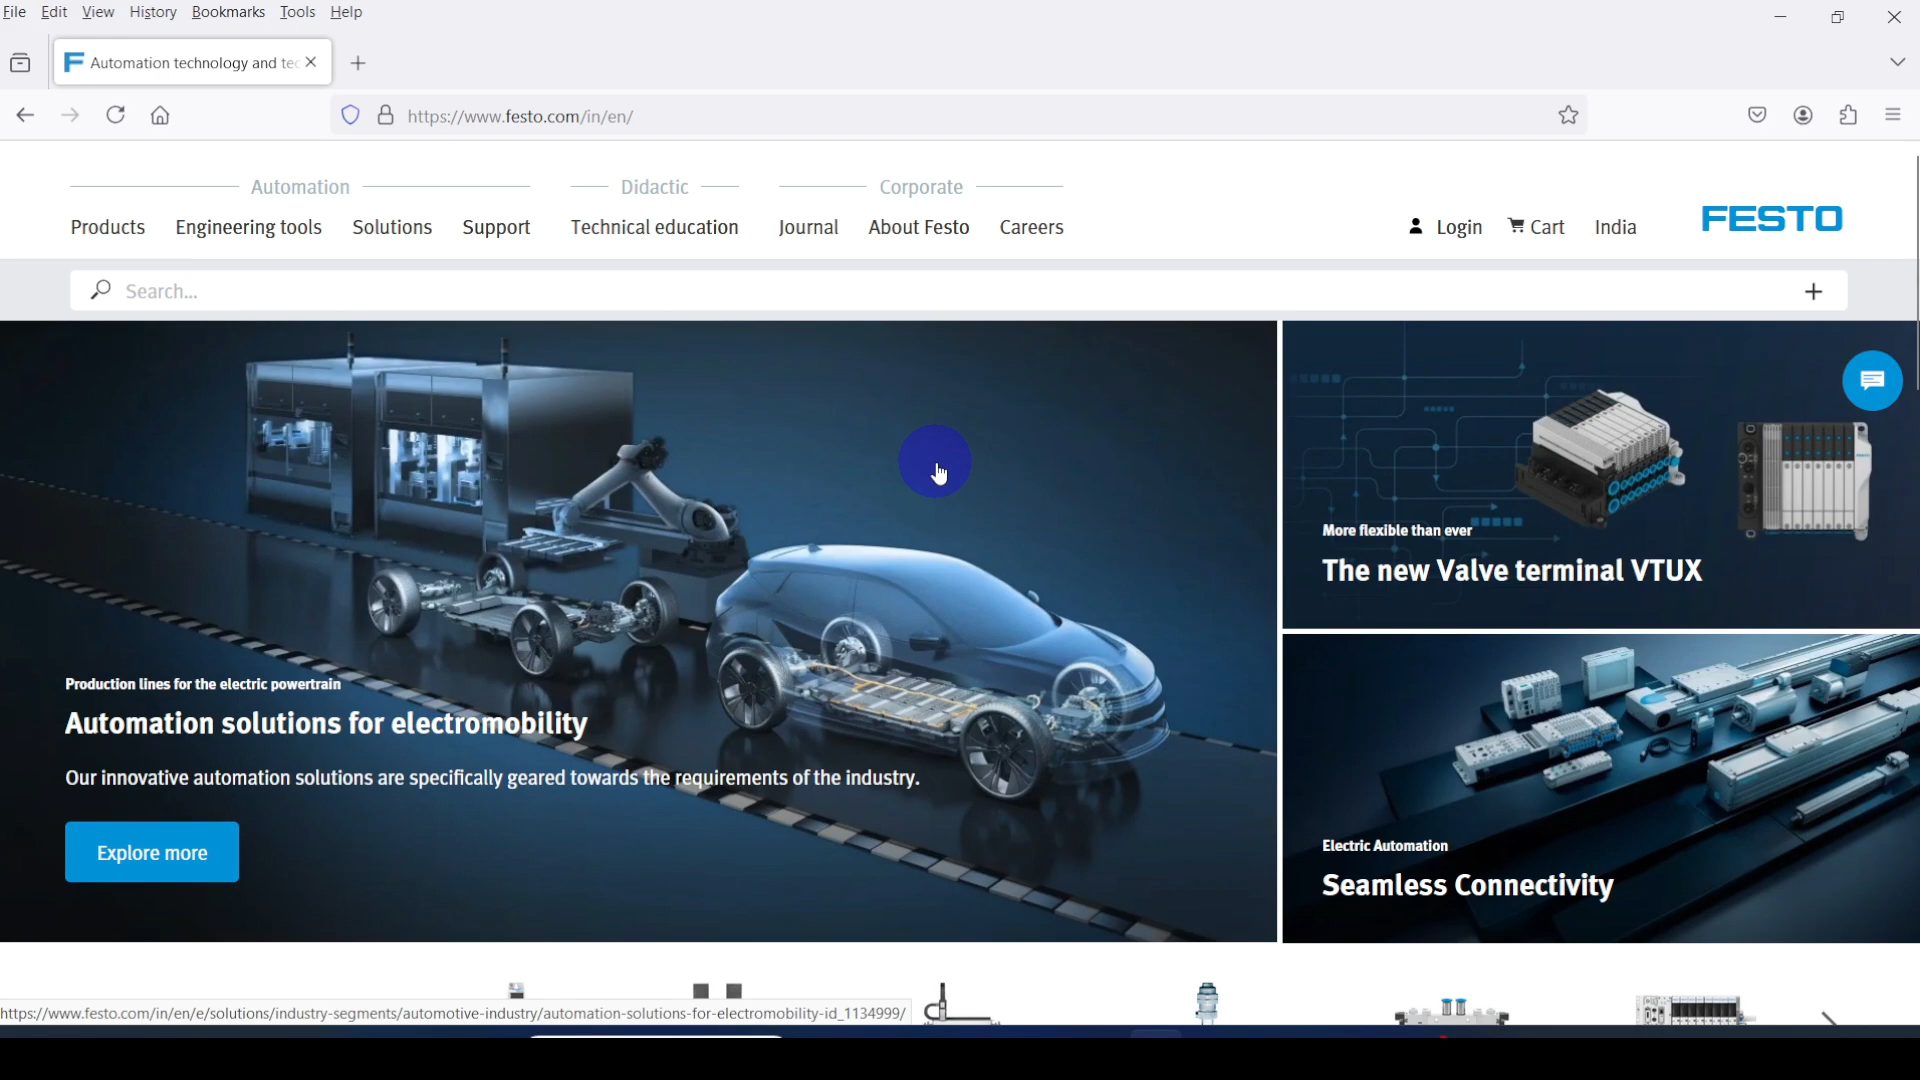 File Edit View History Bookmarks Tools Help
Automation technology and tec
https://www.festo.com/in/en/
Automation Didactic Corporate
Products Engineering tools Solutions Support Technical education Journal About Festo Careers Login Cart India FESTO
Search...
More flexible than ever
The new Valve terminal VTUX
Production lines for the electric powertrain
Automation solutions for electromobility
Our innovative automation solutions are specifically geared towards the requirements of the industry.
Explore more
Electric Automation
Seamless Connectivity
https://www.festo.com/in/en/e/solutions/industry-segments/automotive-industry/automation-solutions-for-electromobility-id_1134999/